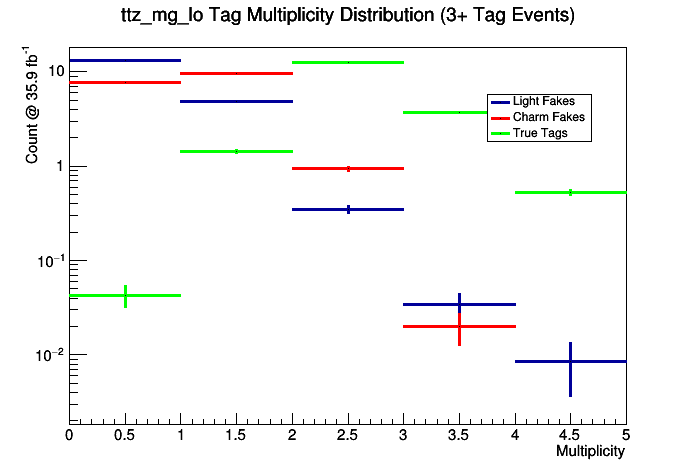 ttz_mg_lo Tag Multiplicity Distribution (3+ Tag Events)
Count @ 35.9 fb⁻¹
10
1
10⁻¹
10⁻²
Light Fakes
Charm Fakes
True Tags
0 0.5 1 1.5 2 2.5 3 3.5 4 4.5 5
Multiplicity